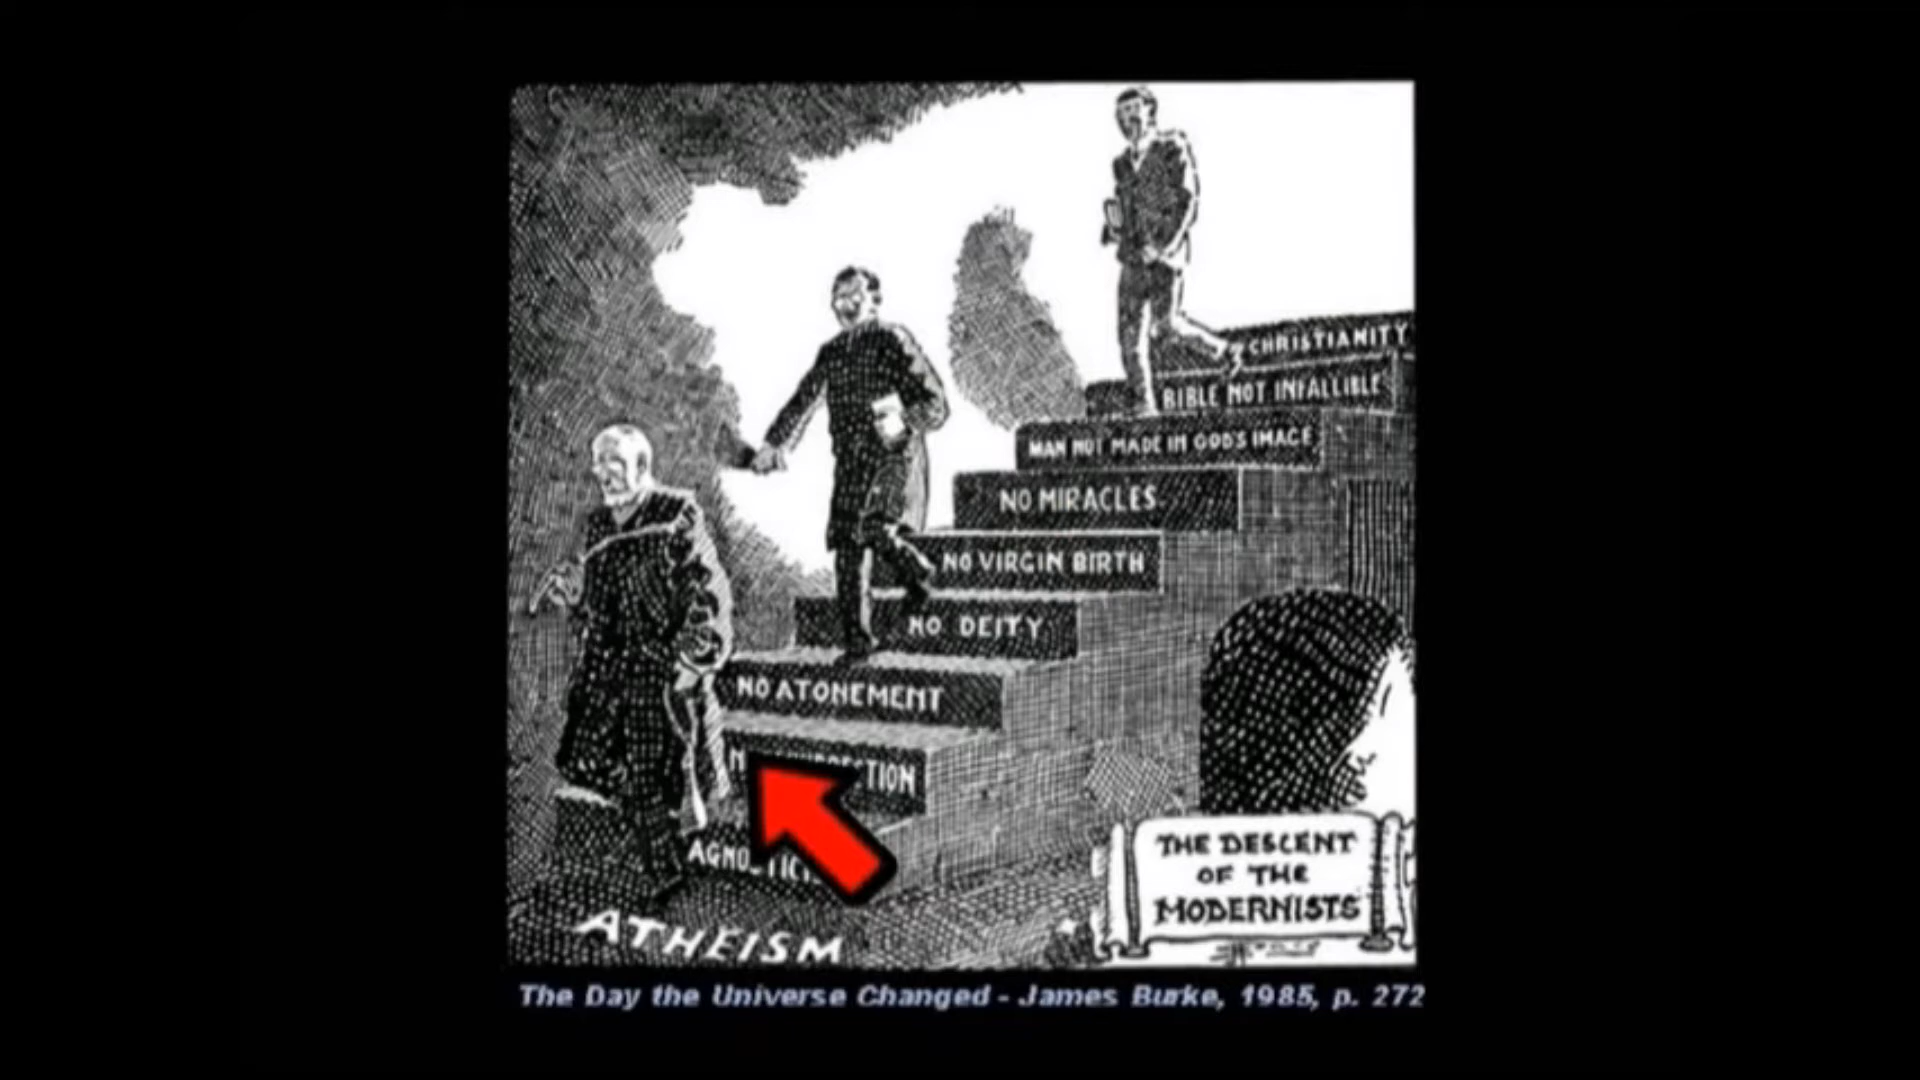 CHRISTIANITY
BIBLE NOT INFALLIBLE
MAN NOT MADE IN GOD'S IMAGE
NO MIRACLES
NO VIRGIN BIRTH
NO DEITY
NO ATONEMENT
ATHEISM
THE DESCENT
OF THE
MODERNISTS
The Day the Universe Changed - James Burke, 1985, p. 272